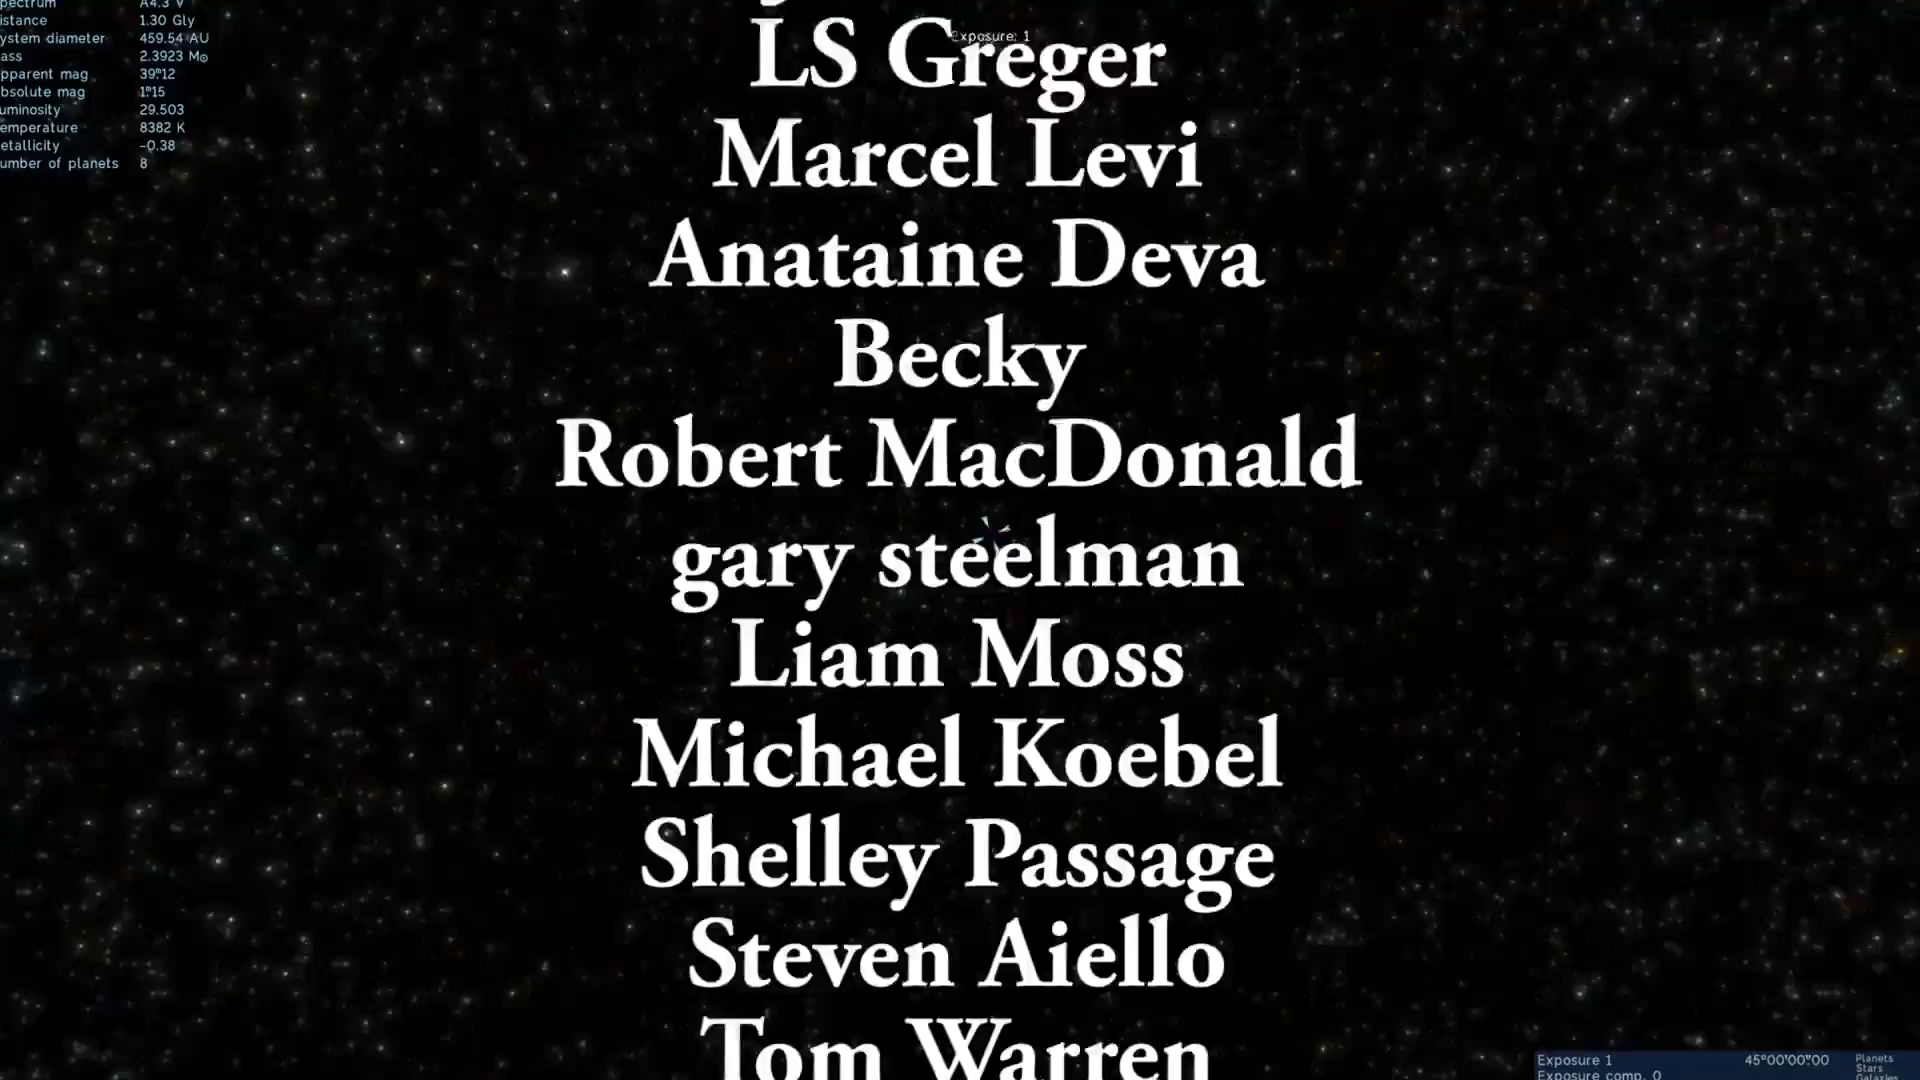 pectrum A4.3 V
istance 1.30 Gly
ystem diameter 459.54 AU
ass 2.3923 M☉
pparent mag 39ᵐ12
bsolute mag 1ᵐ15
uminosity 29.503
emperature 8382 K
etallicity -0.38
umber of planets 8
Exposure: 1
LS Greger
Marcel Levi
Anataine Deva
Becky
Robert MacDonald
gary steelman
Liam Moss
Michael Koebel
Shelley Passage
Steven Aiello
Tom Warren
Exposure 1 45°00'00"00
Exposure comp. 0
Planets
Stars
Galaxies